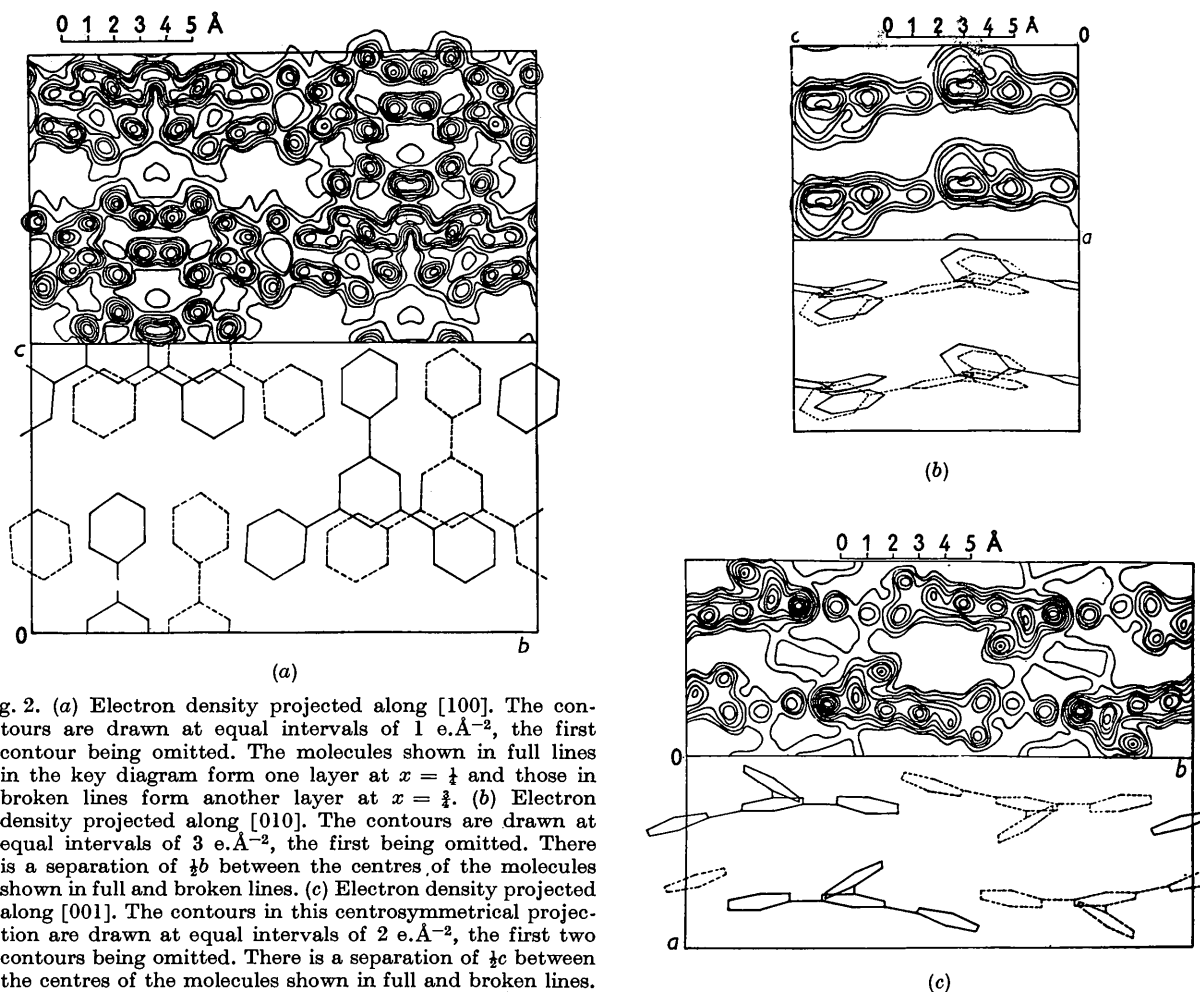 0 1 2 3 4 5 Å
c
0
b
(a)
g. 2. (a) Electron density projected along [100]. The con-
tours are drawn at equal intervals of 1 e.Å⁻², the first
contour being omitted. The molecules shown in full lines
in the key diagram form one layer at x = ¼ and those in
broken lines form another layer at x = ¾. (b) Electron
density projected along [010]. The contours are drawn at
equal intervals of 3 e.Å⁻², the first being omitted. There
is a separation of ½b between the centres of the molecules
shown in full and broken lines. (c) Electron density projected
along [001]. The contours in this centrosymmetrical projec-
tion are drawn at equal intervals of 2 e.Å⁻², the first two
contours being omitted. There is a separation of ½c between
the centres of the molecules shown in full and broken lines.
0 1 2 3 4 5 Å
c
0
a
(b)
0 1 2 3 4 5 Å
0
b
a
(c)